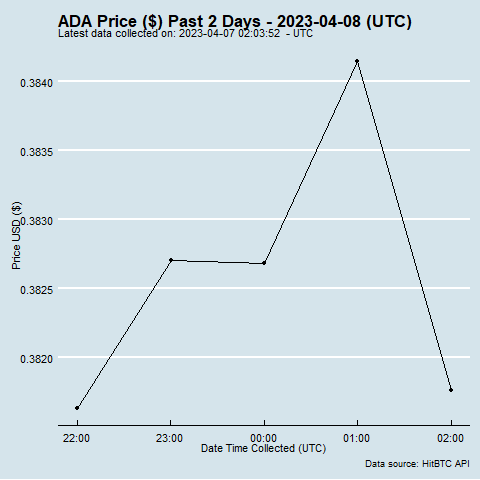 ADA Price ($) Past 2 Days - 2023-04-08 (UTC)
Latest data collected on: 2023-04-07 02:03:52 - UTC
0.3840
0.3835
0.3830
0.3825
0.3820
Price USD ($)
22:00 23:00 00:00 01:00 02:00
Date Time Collected (UTC)
Data source: HitBTC API